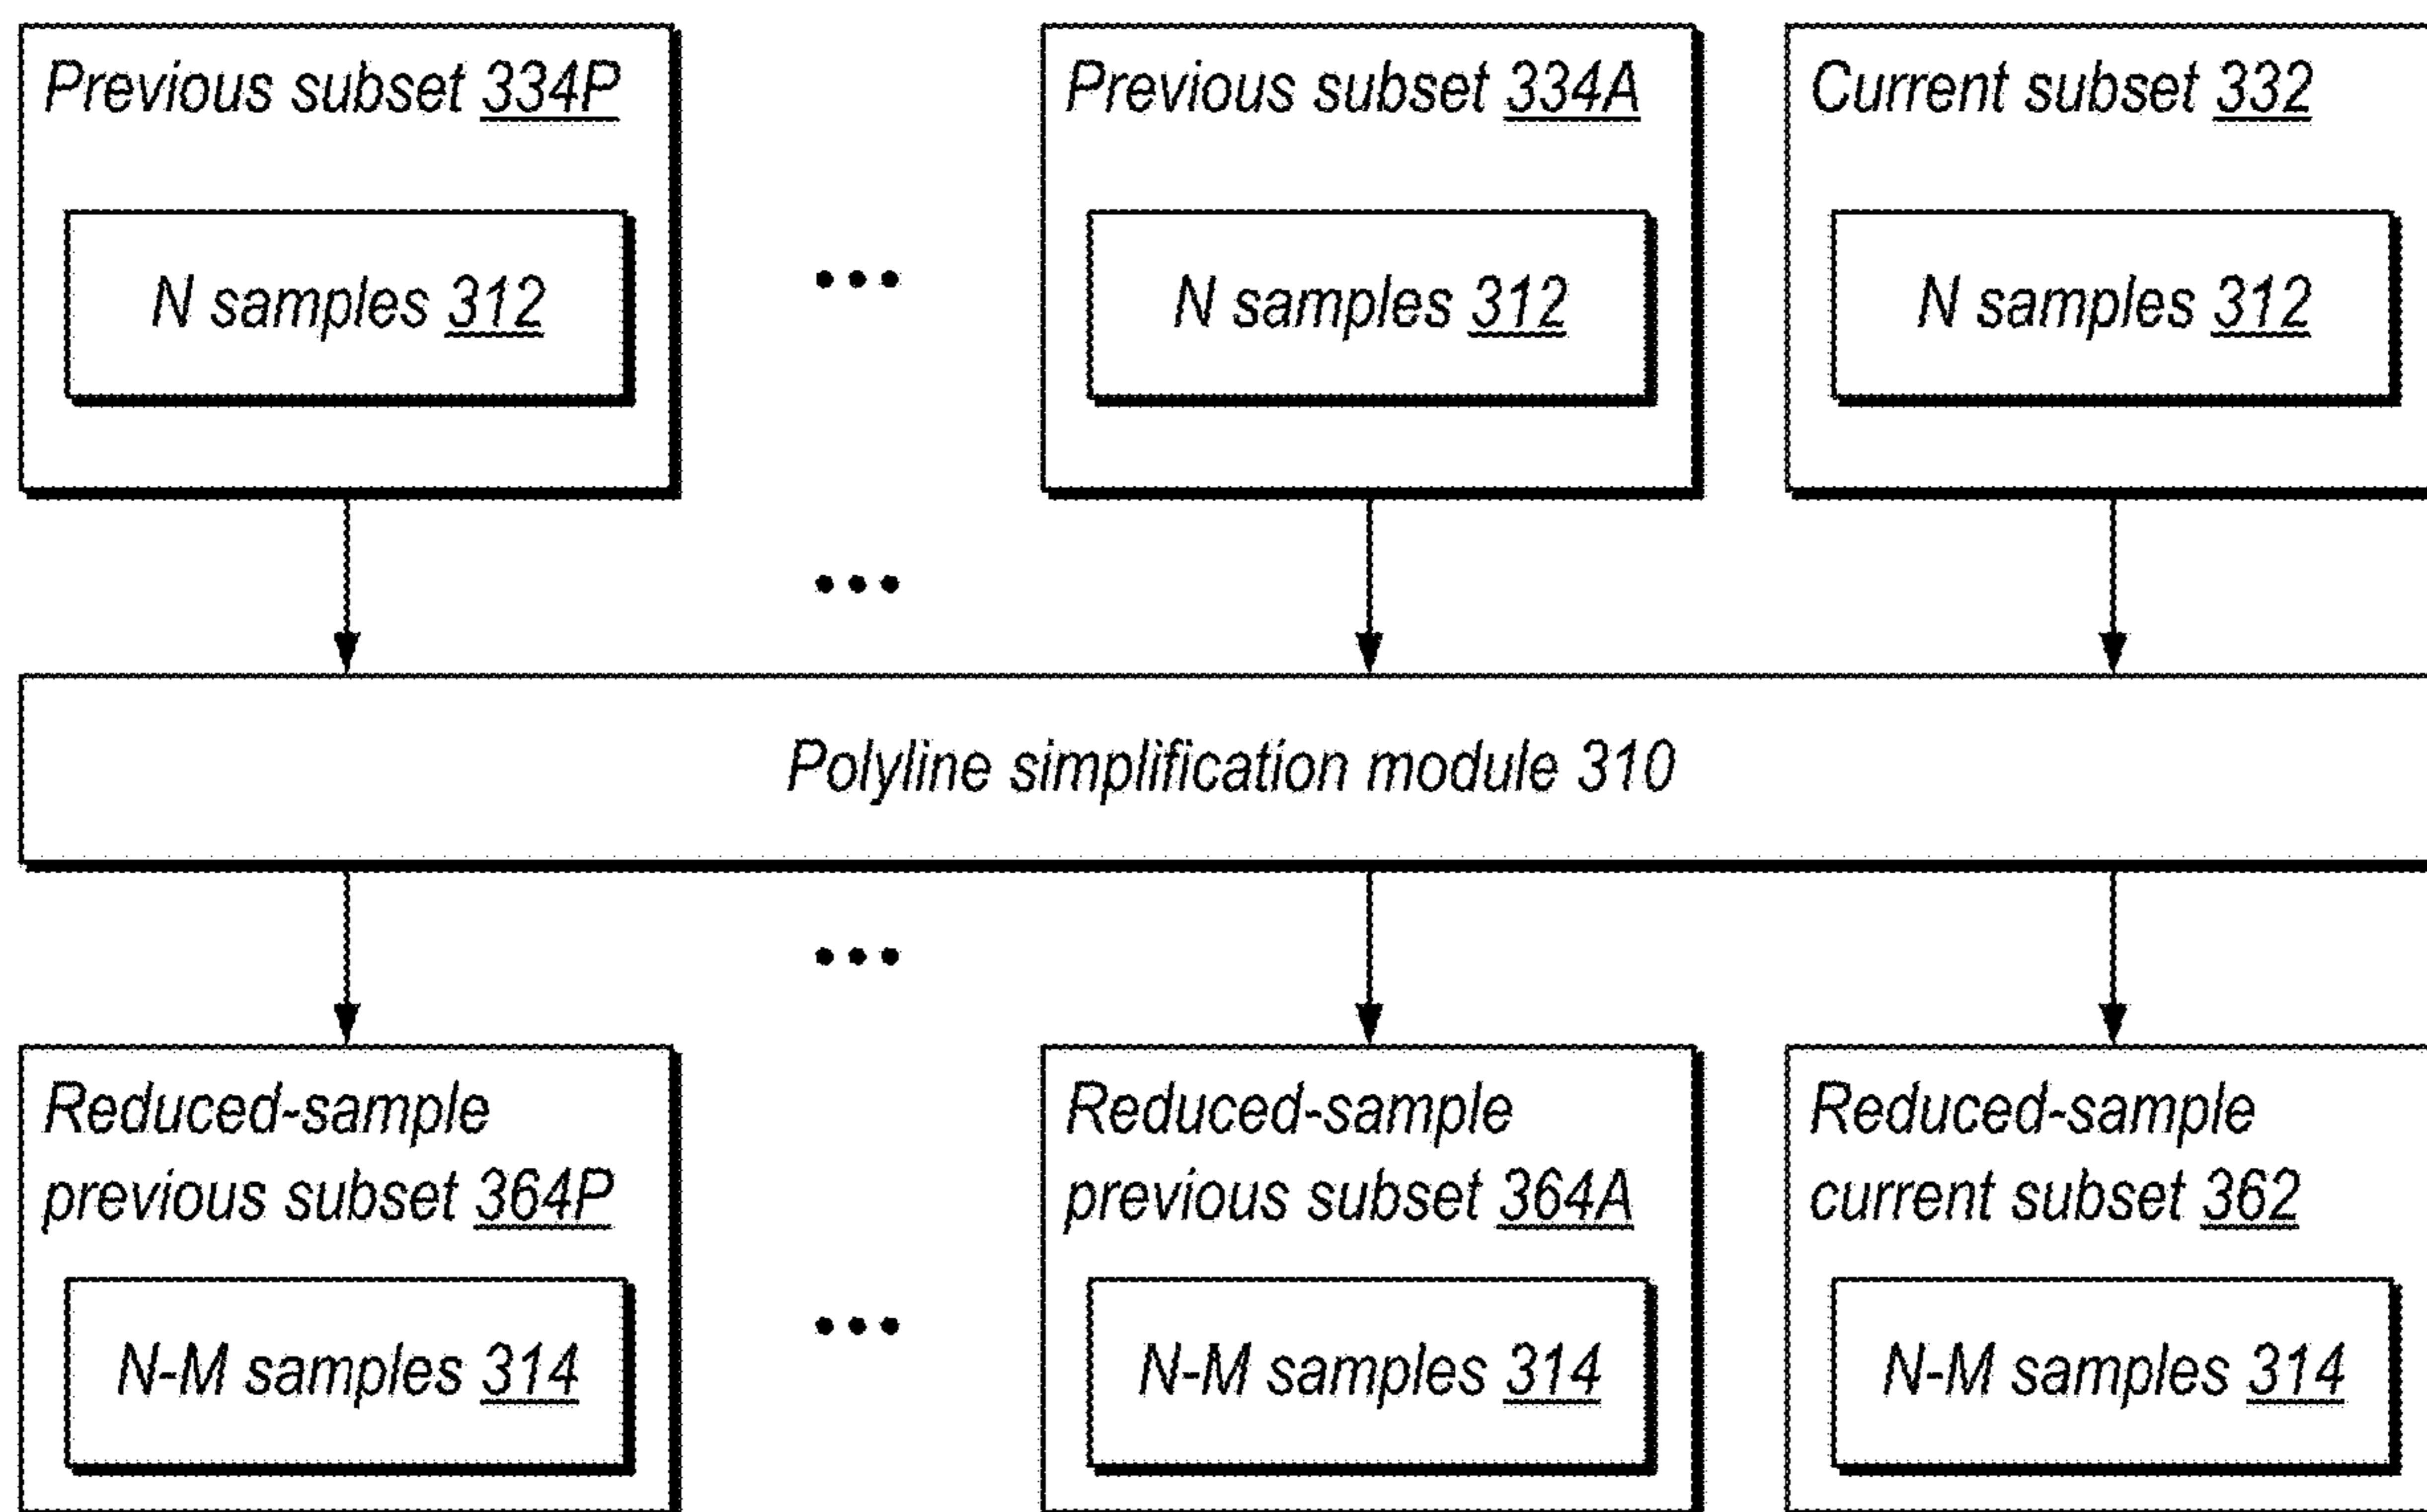 Previous subset 334P
N samples 312
...
Previous subset 334A
N samples 312
Current subset 332
N samples 312
...
Polyline simplification module 310
...
Reduced-sample
previous subset 364P
N-M samples 314
...
Reduced-sample
previous subset 364A
N-M samples 314
Reduced-sample
current subset 362
N-M samples 314